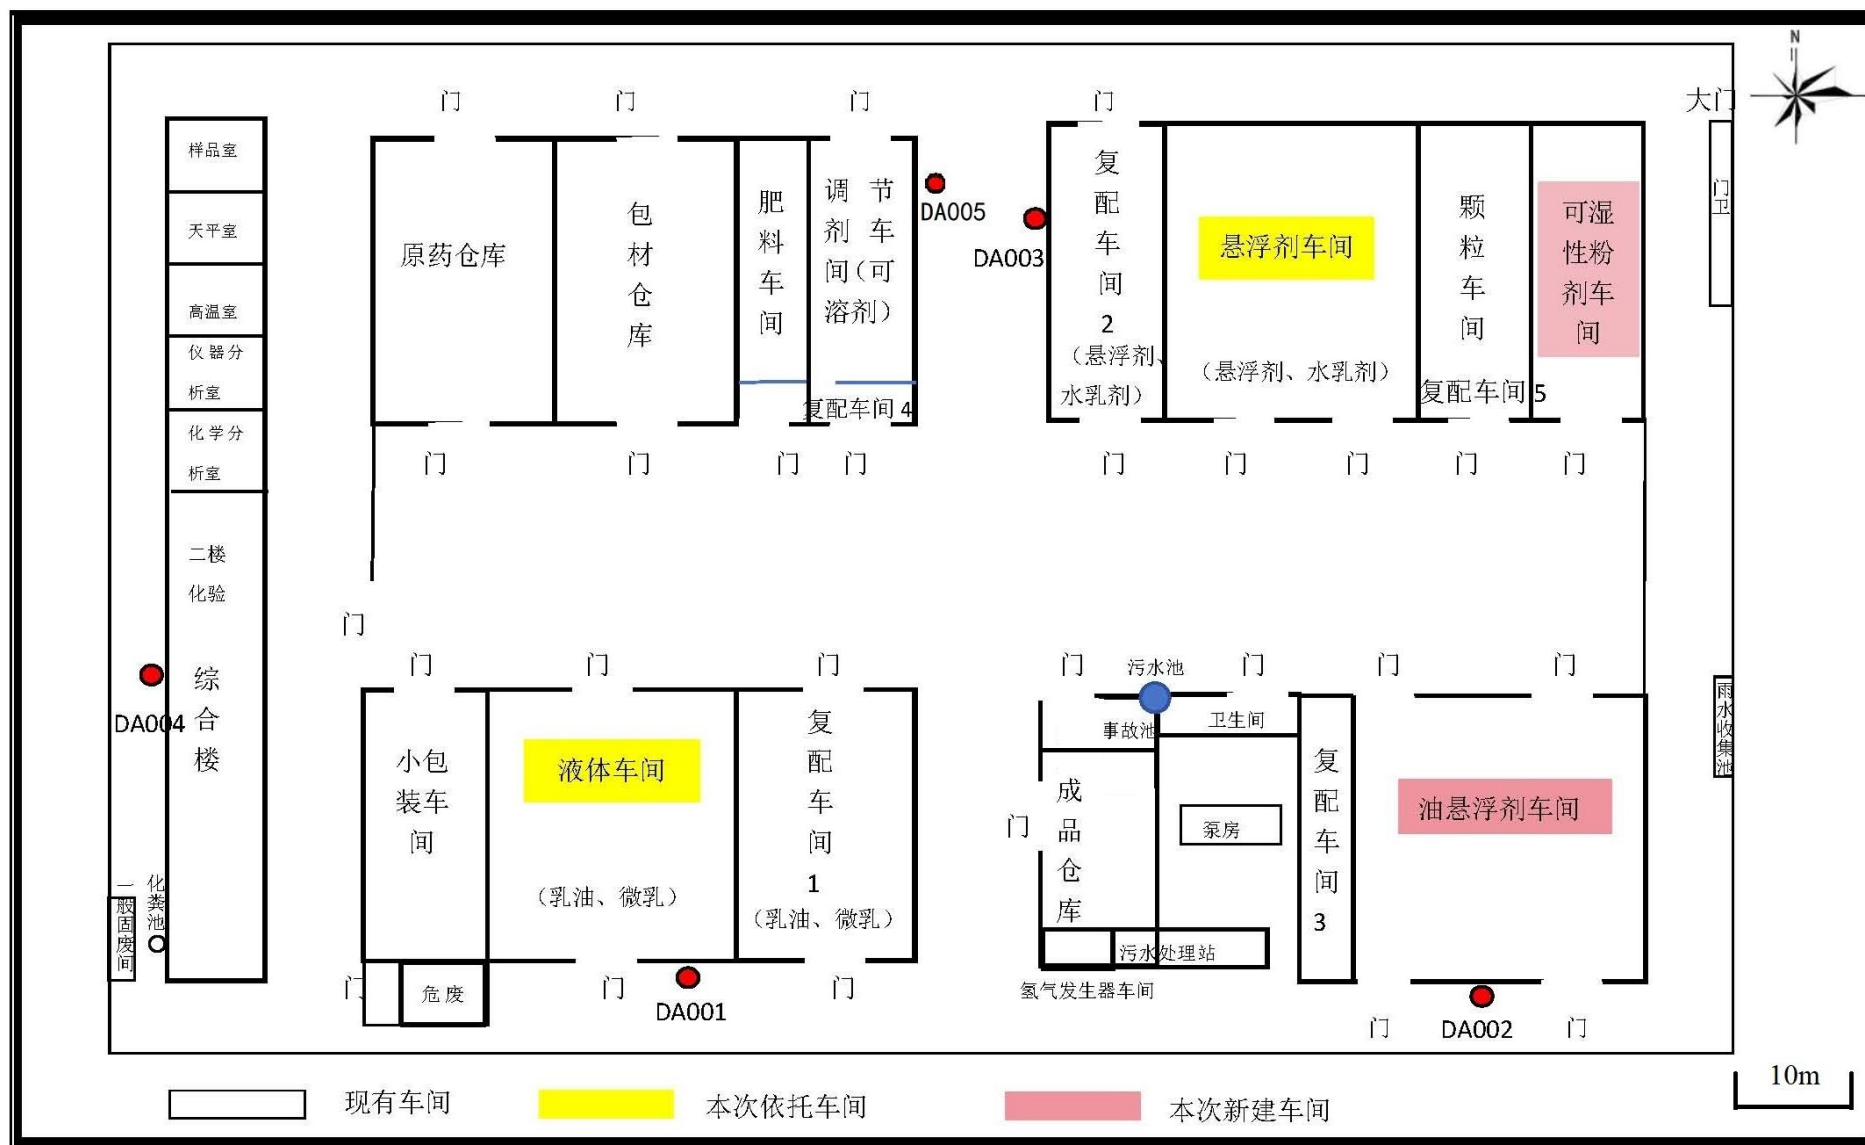 N
大门
门
门
门
门
样品室
天平室
高温室
仪器分
析室
化学分
析室
二楼
化验
综
合
楼
DA004
原药仓库
包
材
仓
库
肥
料
车
间
调 节
剂 车
间（可
溶剂）
复配车间 4
DA005
DA003
复
配
车
间
2
（悬浮剂、
水乳剂）
悬浮剂车间
（悬浮剂、水乳剂）
颗
粒
车
间
复配车间 5
可湿
性粉
剂车
间
门卫
门
门
门
门
门
门
门
门
门
门
门
门
门
门
污水池
门
门
门
小包
装车
间
液体车间
（乳油、微乳）
复
配
车
间
1
（乳油、微乳）
事故池
卫生间
门
成
品
仓
库
泵房
复
配
车
间
3
油悬浮剂车间
雨水收集池
一般固废间
化粪池
污水处理站
氢气发生器车间
门
危废
门
DA001
门
门
DA002
门
现有车间
本次依托车间
本次新建车间
10m